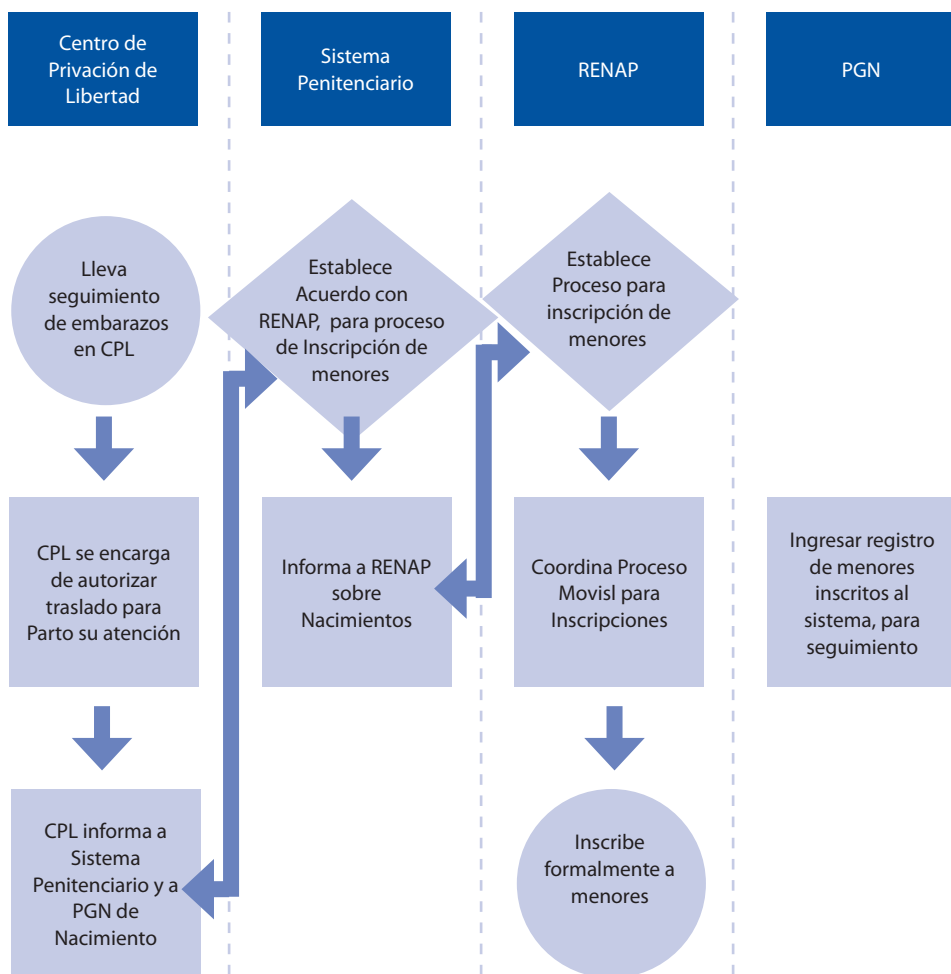 Centro de
Privación de
Libertad
Sistema
Penitenciario
RENAP
PGN
Lleva
seguimiento
de embarazos
en CPL
Establece
Acuerdo con
RENAP, para proceso
de Inscripción de
menores
Establece
Proceso para
inscripción de
menores
CPL se encarga
de autorizar
traslado para
Parto su atención
Informa a RENAP
sobre
Nacimientos
Coordina Proceso
Movisl para
Inscripciones
Ingresar registro
de menores
inscritos al
sistema, para
seguimiento
CPL informa a
Sistema
Penitenciario y a
PGN de
Nacimiento
Inscribe
formalmente a
menores